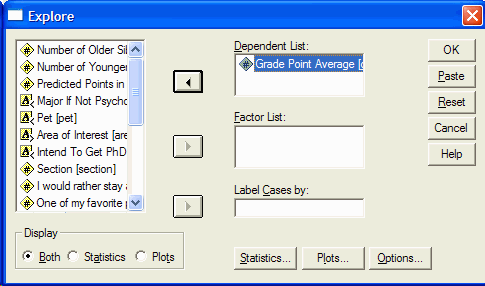 Explore
Number of Older Sil
Number of Younger
Predicted Points in
Major If Not Psycho
Pet [pet]
Area of Interest [are
Intend To Get PhD
Section [section]
I would rather stay a
One of my favorite p
Display
Both Statistics Plots
Dependent List:
Grade Point Average [g
Factor List:
Label Cases by:
Statistics... Plots... Options...
OK
Paste
Reset
Cancel
Help